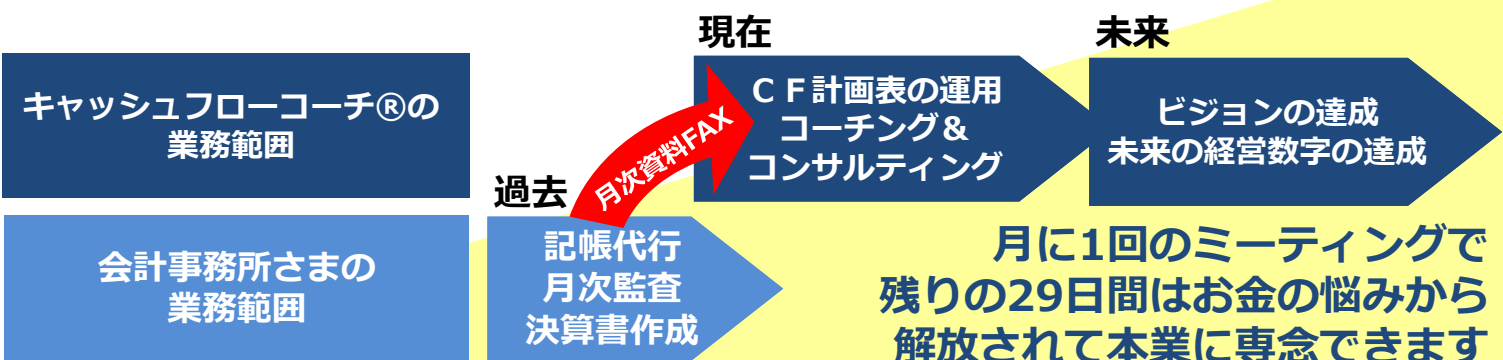 現在
未来
キャッシュフローコーチ®の
業務範囲
ＣＦ計画表の運用
コーチング＆
コンサルティング
ビジョンの達成
未来の経営数字の達成
月次資料FAX
過去
会計事務所さまの
業務範囲
記帳代行
月次監査
決算書作成
月に1回のミーティングで
残りの29日間はお金の悩みから
解放されて本業に専念できます